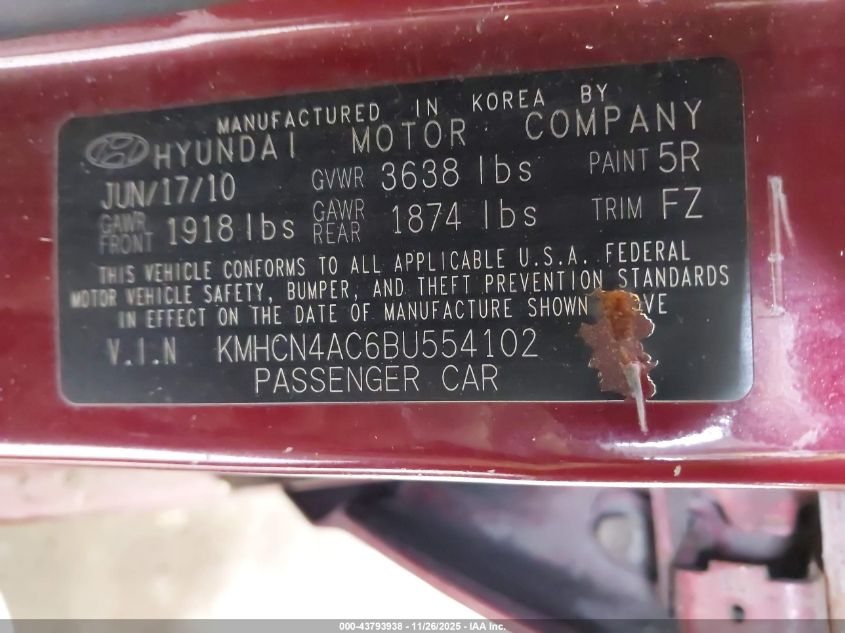 MANUFACTURED IN KOREA BY
HYUNDAI MOTOR COMPANY
JUN/17/10 GVWR 3638 lbs PAINT 5R
GAWR FRONT 1918 lbs GAWR REAR 1874 lbs TRIM FZ
THIS VEHICLE CONFORMS TO ALL APPLICABLE U.S.A. FEDERAL
MOTOR VEHICLE SAFETY, BUMPER, AND THEFT PREVENTION STANDARDS
IN EFFECT ON THE DATE OF MANUFACTURE SHOWN
V.I.N KMHCN4AC6BU554102
PASSENGER CAR
000-43793938 - 11/26/2025 - IAA Inc.